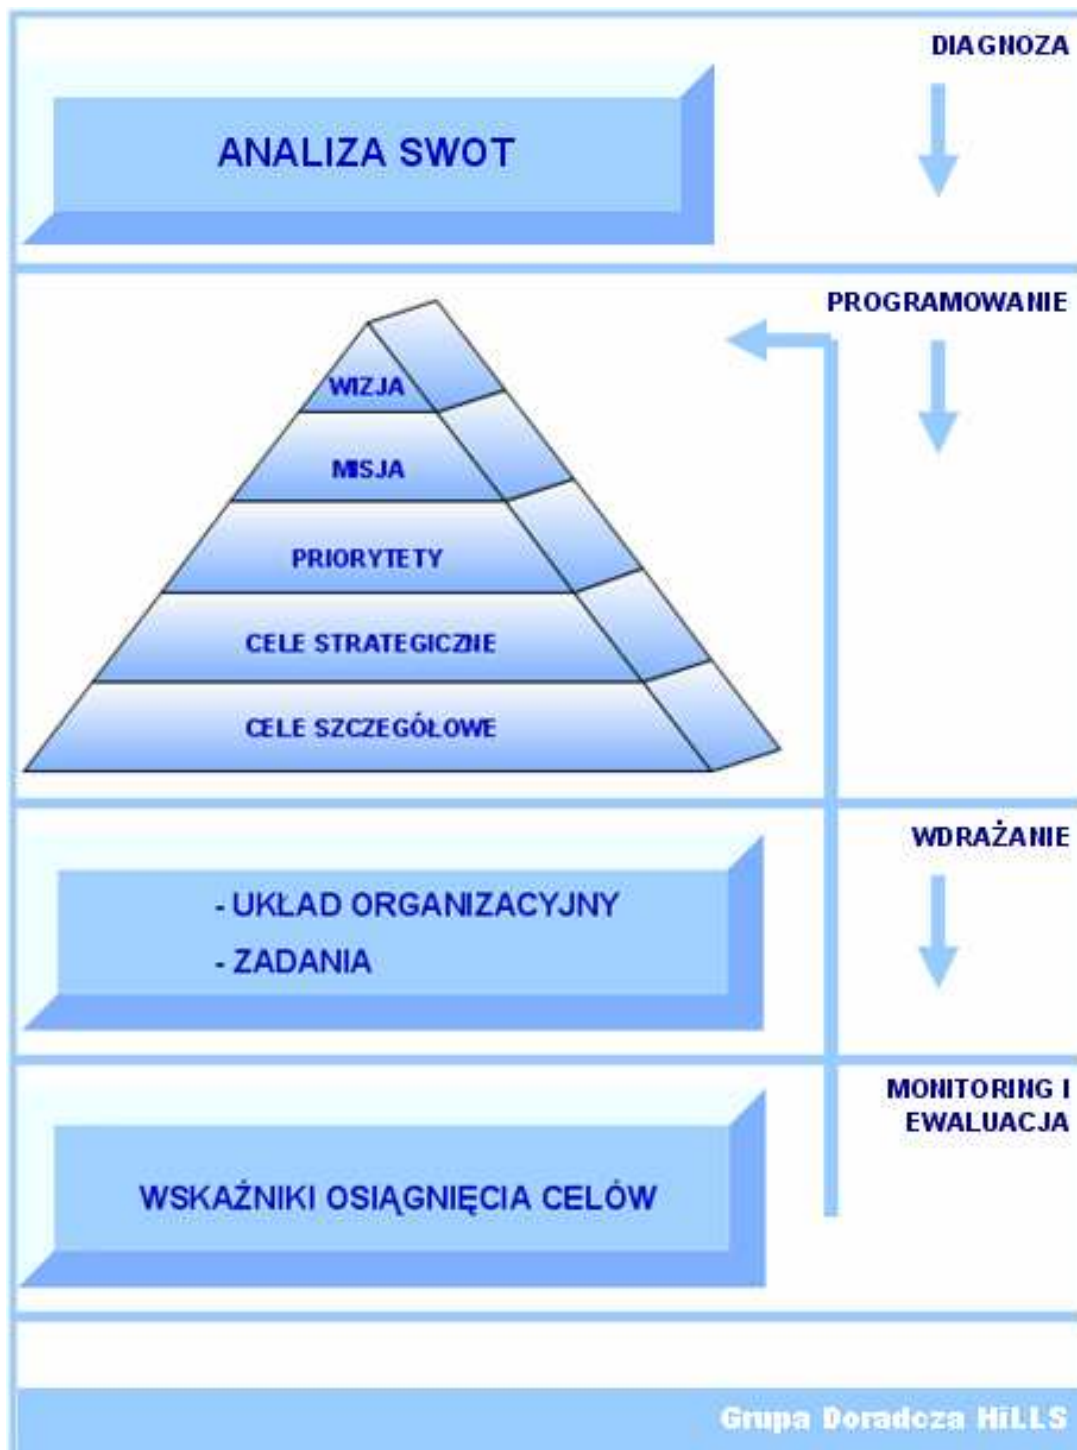 DIAGNOZA
ANALIZA SWOT
PROGRAMOWANIE
WIZJA
MISJA
PRIORYTETY
CELE STRATEGICZNE
CELE SZCZEGÓŁOWE
WDRAŻANIE
- UKŁAD ORGANIZACYJNY
- ZADANIA
MONITORING I
EWALUACJA
WSKAŹNIKI OSIĄGNIĘCIA CELÓW
Grupa Doradcza HiLLS